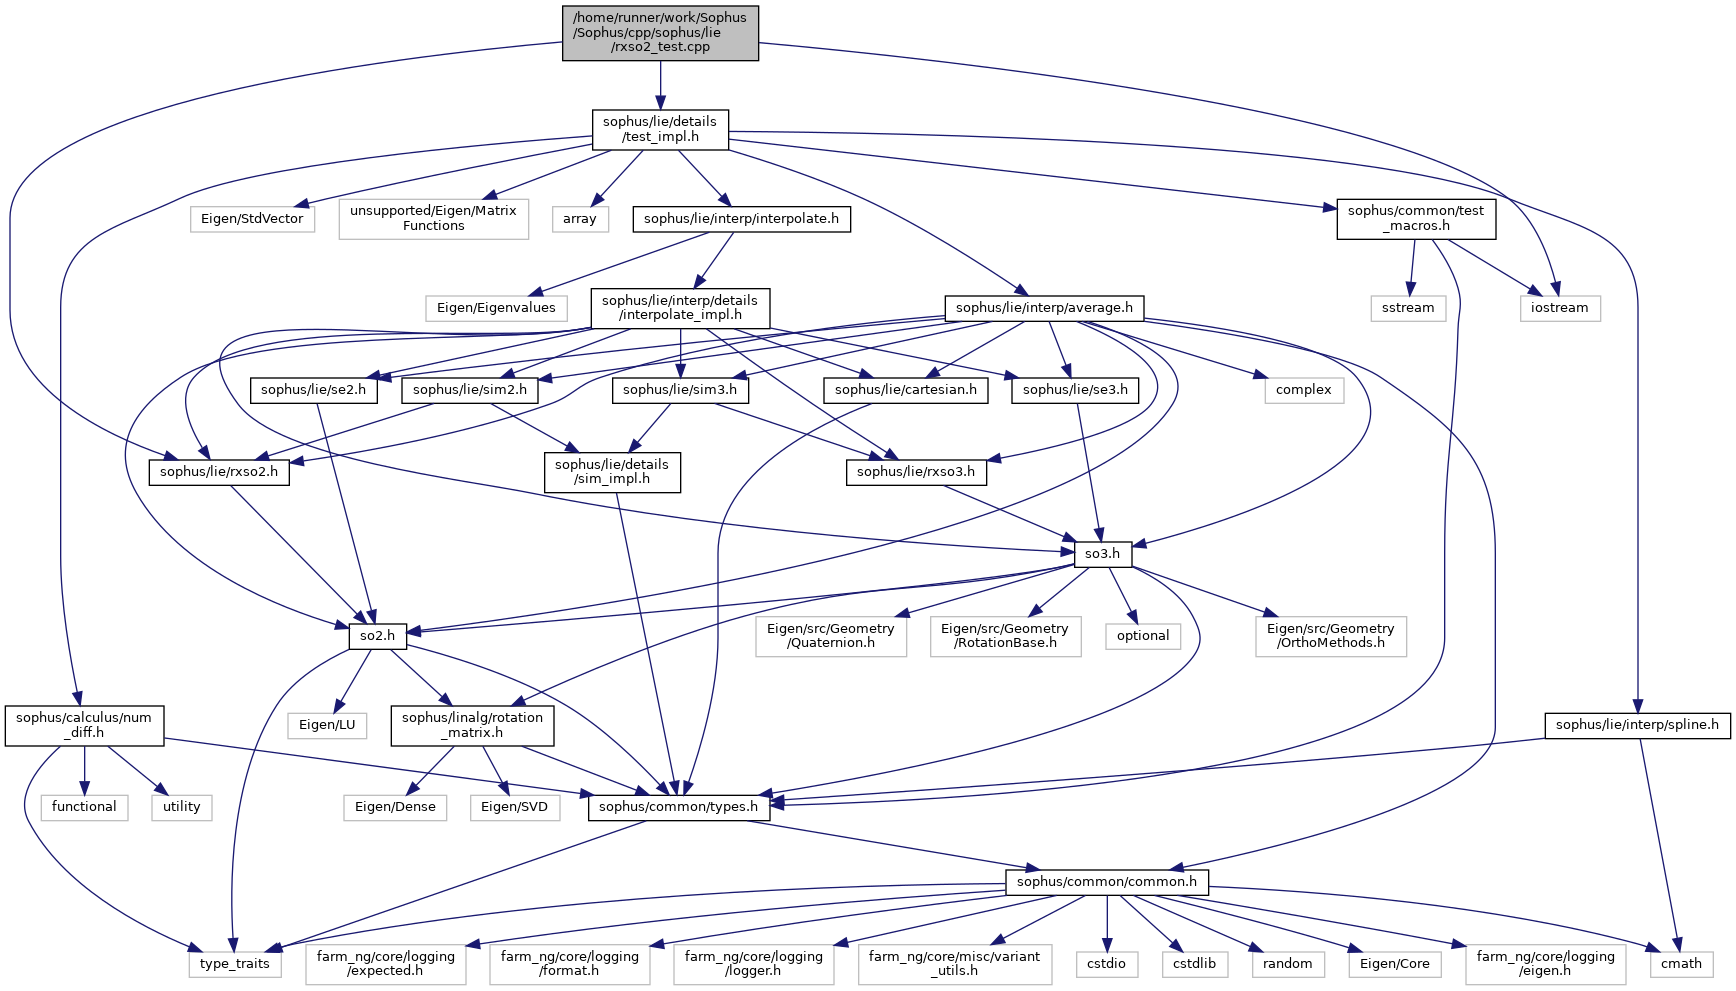 /home/runner/work/Sophus
/Sophus/cpp/sophus/lie
/rxso2_test.cpp
sophus/lie/details
/test_impl.h
Eigen/StdVector
unsupported/Eigen/Matrix
Functions
array
sophus/lie/interp/interpolate.h
sophus/common/test
_macros.h
Eigen/Eigenvalues
sophus/lie/interp/details
/interpolate_impl.h
sophus/lie/interp/average.h
sstream
iostream
sophus/lie/se2.h
sophus/lie/sim2.h
sophus/lie/sim3.h
sophus/lie/cartesian.h
sophus/lie/se3.h
complex
sophus/lie/rxso2.h
sophus/lie/details
/sim_impl.h
sophus/lie/rxso3.h
so3.h
so2.h
Eigen/src/Geometry
/Quaternion.h
Eigen/src/Geometry
/RotationBase.h
optional
Eigen/src/Geometry
/OrthoMethods.h
sophus/calculus/num
_diff.h
Eigen/LU
sophus/linalg/rotation
_matrix.h
sophus/lie/interp/spline.h
functional
utility
Eigen/Dense
Eigen/SVD
sophus/common/types.h
sophus/common/common.h
type_traits
farm_ng/core/logging
/expected.h
farm_ng/core/logging
/format.h
farm_ng/core/logging
/logger.h
farm_ng/core/misc/variant
_utils.h
cstdio
cstdlib
random
Eigen/Core
farm_ng/core/logging
/eigen.h
cmath